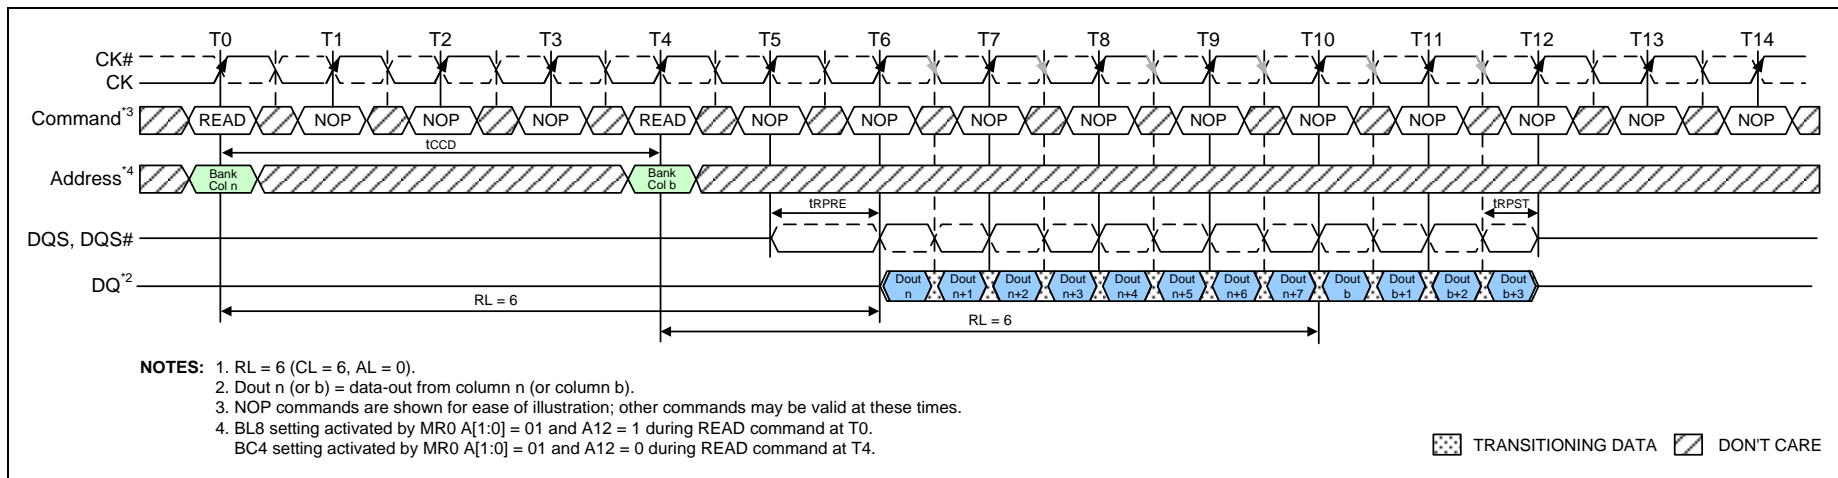 T0 T1 T2 T3 T4 T5 T6 T7 T8 T9 T10 T11 T12 T13 T14
CK#
CK
Command*3 READ NOP NOP NOP READ NOP NOP NOP NOP NOP NOP NOP NOP NOP NOP
tCCD
Address*4 Bank Col n Bank Col b
tRPRE tRPST
DQS, DQS#
DQ*2 Dout n Dout n+1 Dout n+2 Dout n+3 Dout n+4 Dout n+5 Dout n+6 Dout n+7 Dout b Dout b+1 Dout b+2 Dout b+3
RL = 6
RL = 6
NOTES: 1. RL = 6 (CL = 6, AL = 0).
2. Dout n (or b) = data-out from column n (or column b).
3. NOP commands are shown for ease of illustration; other commands may be valid at these times.
4. BL8 setting activated by MR0 A[1:0] = 01 and A12 = 1 during READ command at T0.
BC4 setting activated by MR0 A[1:0] = 01 and A12 = 0 during READ command at T4.
TRANSITIONING DATA DON'T CARE